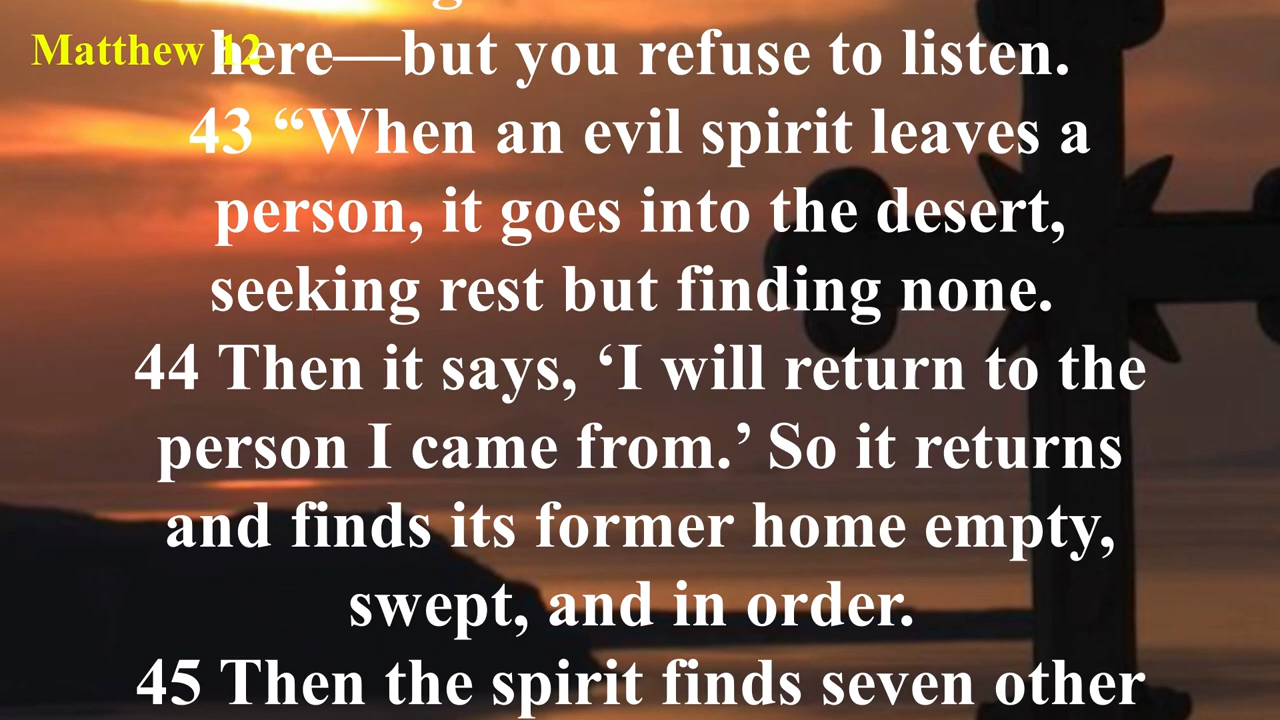 Matthew 12
here—but you refuse to listen.
43 “When an evil spirit leaves a
person, it goes into the desert,
seeking rest but finding none.
44 Then it says, ‘I will return to the
person I came from.’ So it returns
and finds its former home empty,
swept, and in order.
45 Then the spirit finds seven other